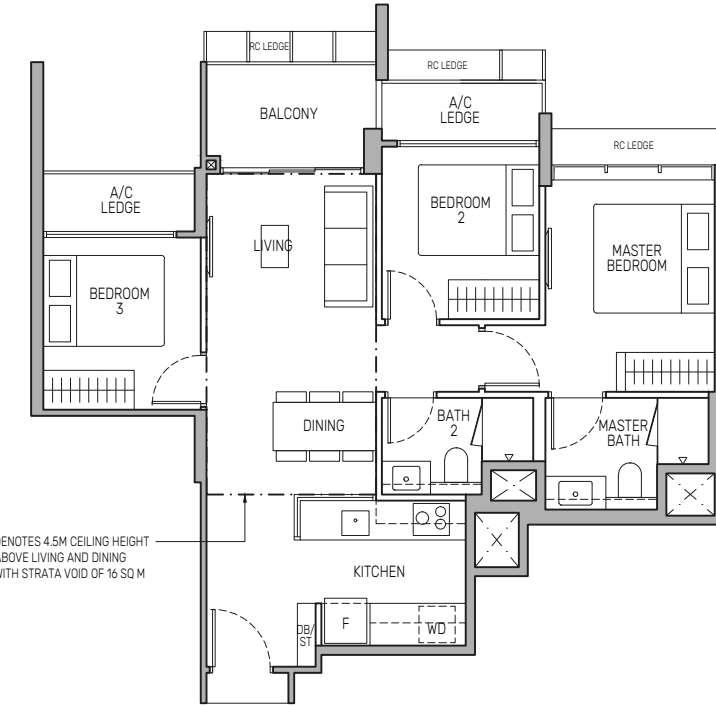 RC LEDGE
RC LEDGE
BALCONY
A/C
LEDGE
RC LEDGE
A/C
LEDGE
BEDROOM
2
LIVING
MASTER
BEDROOM
BEDROOM
3
DINING
BATH
2
MASTER
BATH
ENOTES 4.5M CEILING HEIGHT
ABOVE LIVING AND DINING
WITH STRATA VOID OF 16 SQ M
KITCHEN
DB/
ST
F
WD